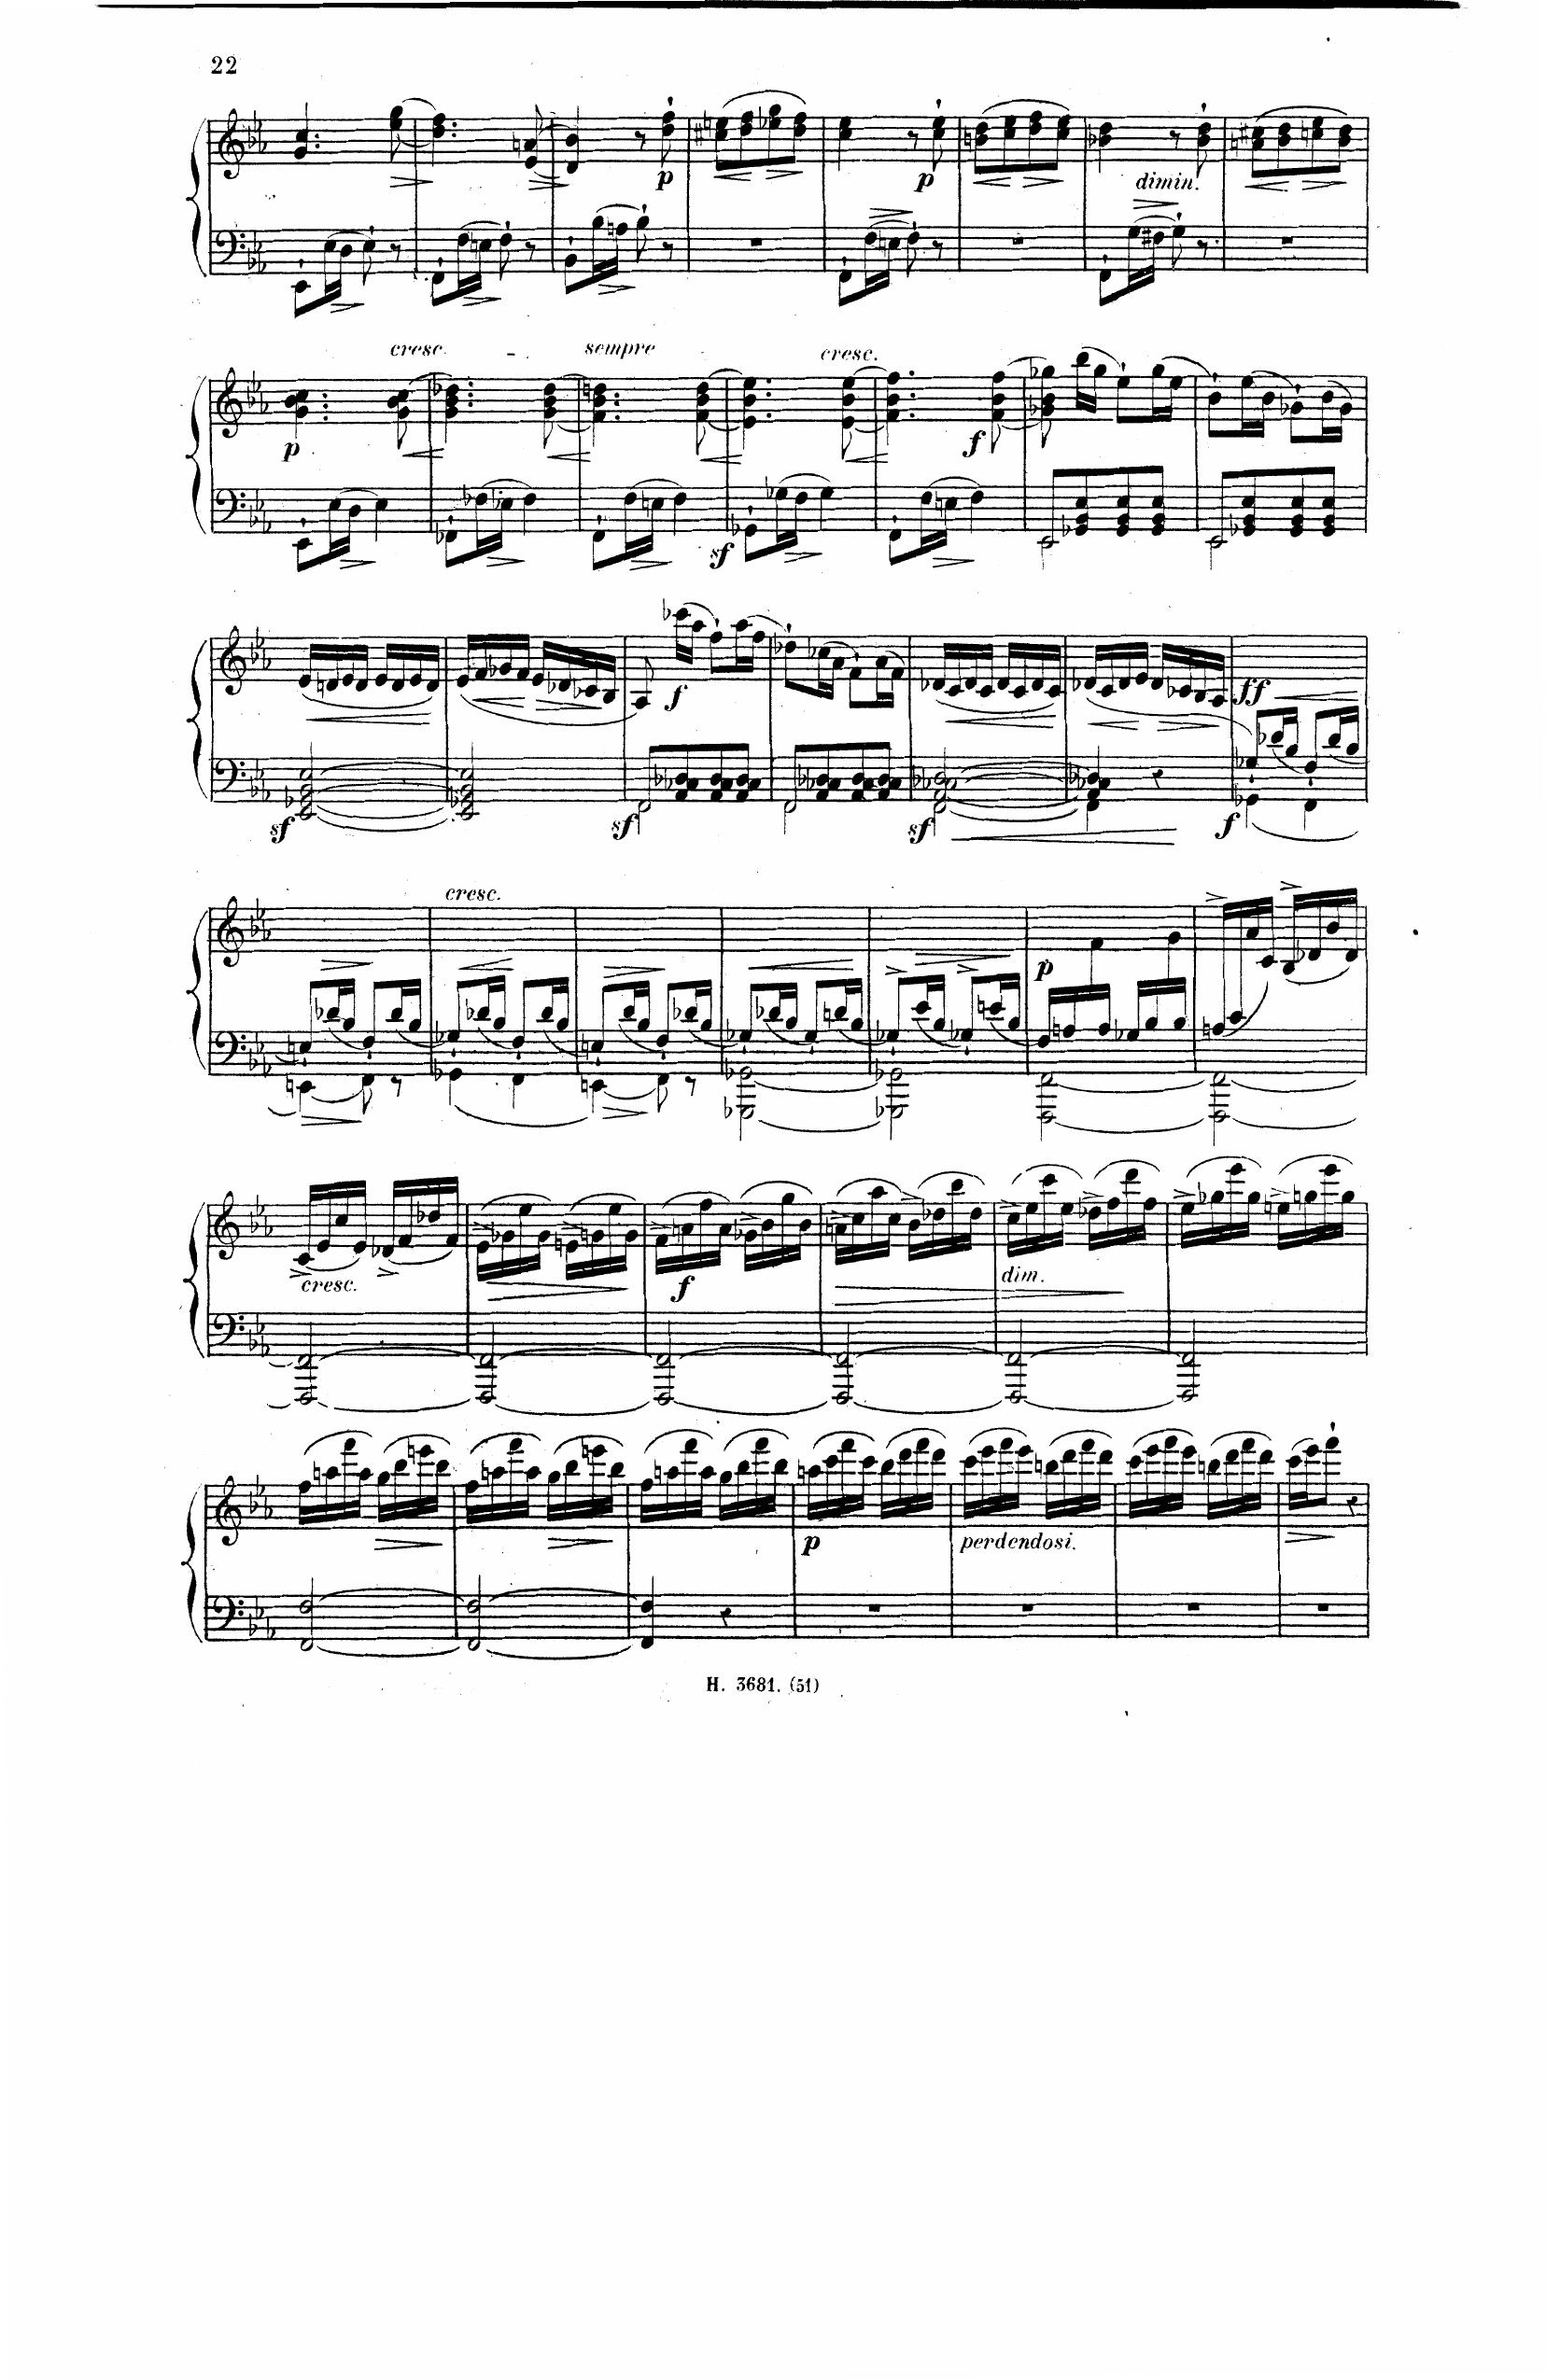 22
p p dimin.
cresc. - sempre cresc.
p f
sf
f ff
sf sf sf f
cresc.
p
cresc. f dim.
p perdendosi.
H. 3681. (51)